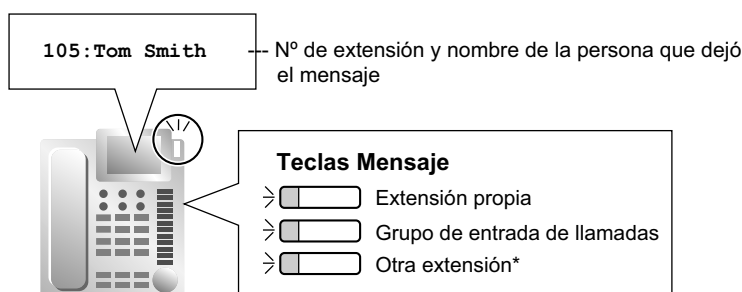 105:Tom Smith
Nº de extensión y nombre de la persona que dejó
el mensaje
Teclas Mensaje
Extensión propia
Grupo de entrada de llamadas
Otra extensión*